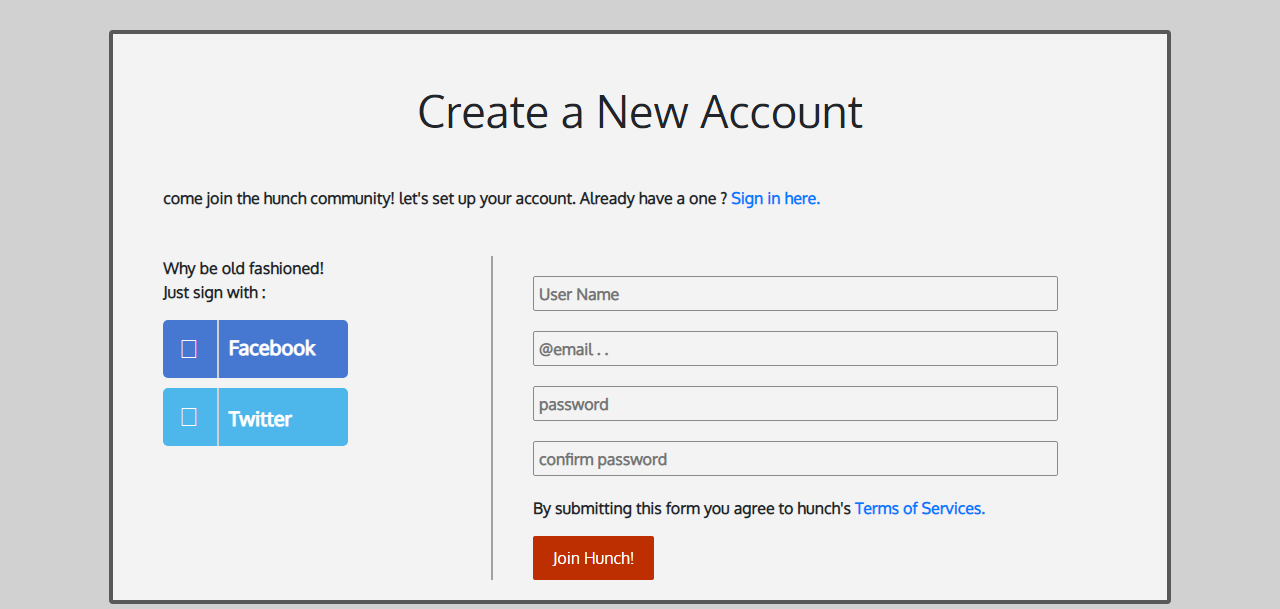 Create a New Account
come join the hunch community! let's set up your account. Already have a one ? Sign in here.
Why be old fashioned!
Just sign with :
Facebook
Twitter
User Name
@email . .
password
confirm password
By submitting this form you agree to hunch's Terms of Services.
Join Hunch!